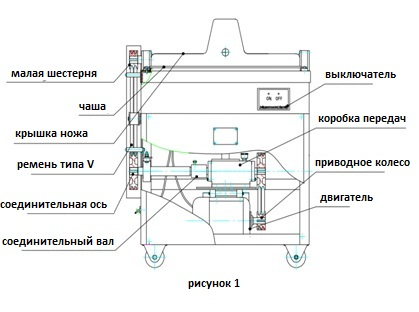 малая шестерня
чаша
крышка ножа
ремень типа V
соединительная ось
соединительный вал
ON OFF
выключатель
коробка передач
приводное колесо
двигатель
рисунок 1